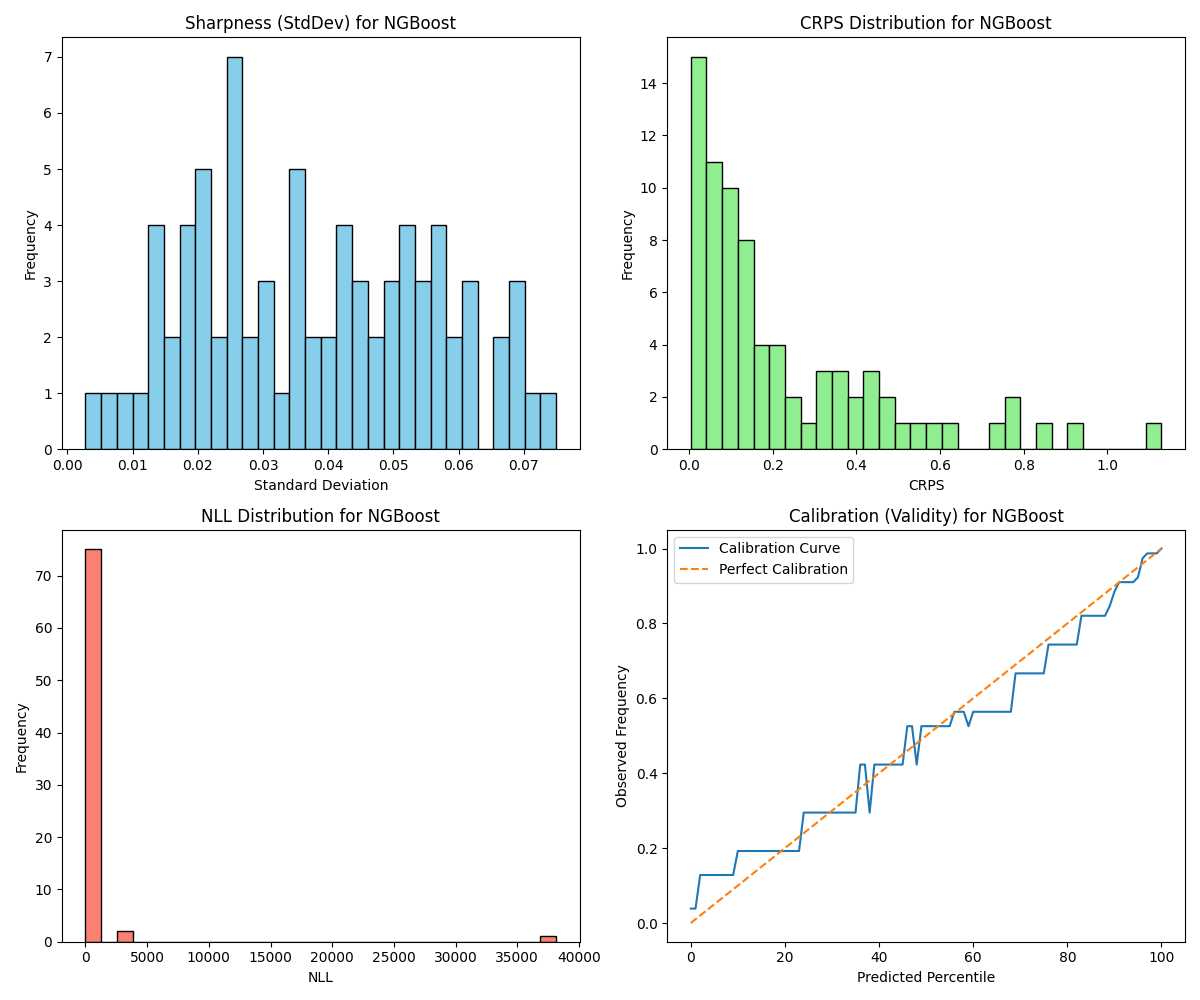 Sharpness (StdDev) for NGBoost
Frequency
7
6
5
4
3
2
1
0
0.00 0.01 0.02 0.03 0.04 0.05 0.06 0.07
Standard Deviation
CRPS Distribution for NGBoost
Frequency
14
12
10
8
6
4
2
0
0.0 0.2 0.4 0.6 0.8 1.0
CRPS
NLL Distribution for NGBoost
Frequency
70
60
50
40
30
20
10
0
0 5000 10000 15000 20000 25000 30000 35000 40000
NLL
Calibration (Validity) for NGBoost
Calibration Curve
Perfect Calibration
Observed Frequency
1.0
0.8
0.6
0.4
0.2
0.0
0 20 40 60 80 100
Predicted Percentile